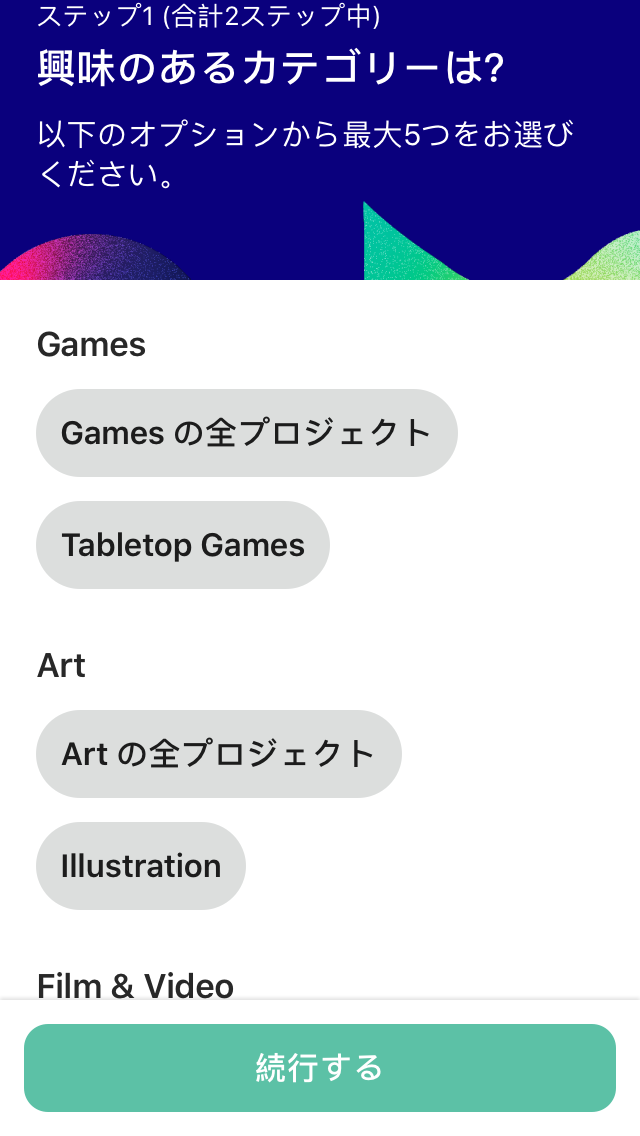 ステップ1 (合計2ステップ中)
興味のあるカテゴリーは?
以下のオプションから最大5つをお選び
ください。
Games
Games の全プロジェクト
Tabletop Games
Art
Art の全プロジェクト
Illustration
Film & Video
続行する